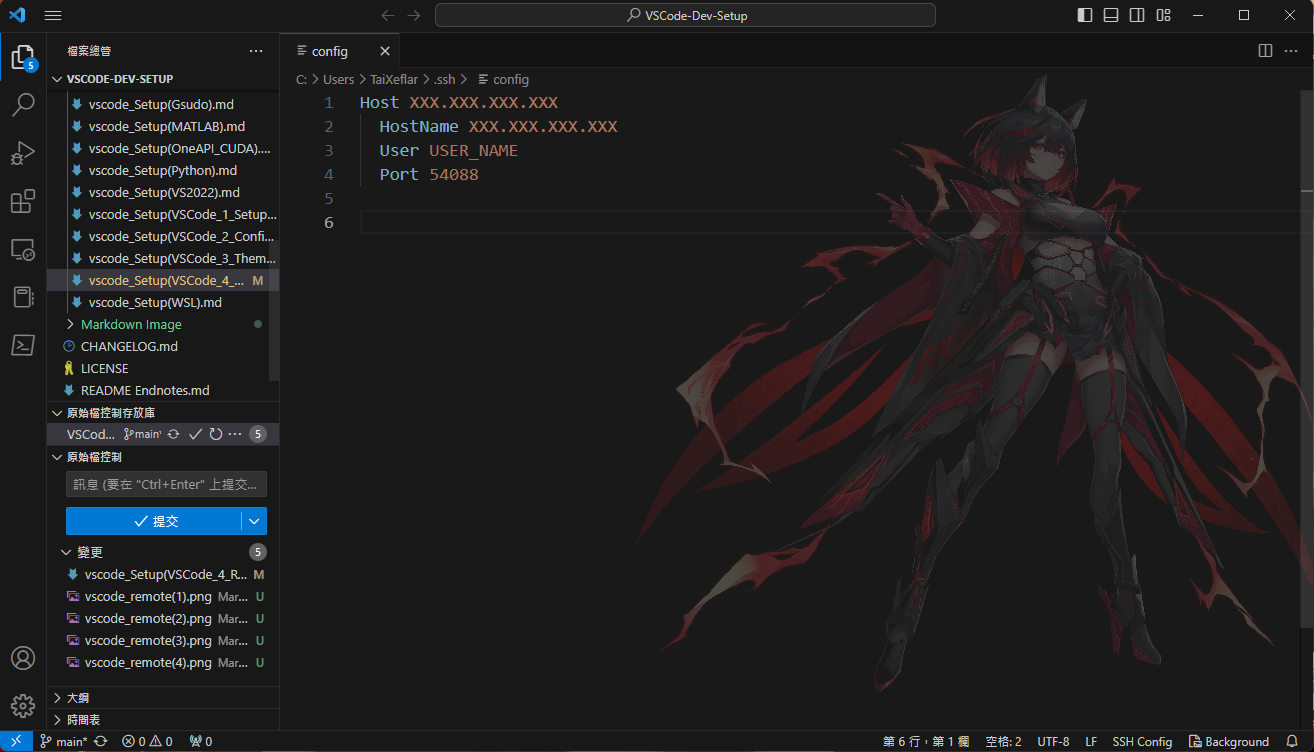 VSCode-Dev-Setup
檔案總管
config
5
VSCODE-DEV-SETUP
C: > Users > TaiXeflar > .ssh > config
vscode_Setup(Gsudo).md
vscode_Setup(MATLAB).md
vscode_Setup(OneAPI_CUDA)....
vscode_Setup(Python).md
vscode_Setup(VS2022).md
vscode_Setup(VSCode_1_Setup...
vscode_Setup(VSCode_2_Confi...
vscode_Setup(VSCode_3_Them...
vscode_Setup(VSCode_4_... M
vscode_Setup(WSL).md
Markdown Image
CHANGELOG.md
LICENSE
README Endnotes.md
原始檔控制存放庫
VSCod... main* 5
原始檔控制
訊息 (要在 "Ctrl+Enter" 上提交...
提交
變更 5
vscode_Setup(VSCode_4_R... M
vscode_remote(1).png Mar... U
vscode_remote(2).png Mar... U
vscode_remote(3).png Mar... U
vscode_remote(4).png Mar... U
大綱
時間表
1 Host XXX.XXX.XXX.XXX
2 HostName XXX.XXX.XXX.XXX
3 User USER_NAME
4 Port 54088
5
6
main* 0 0 0 第 6 行，第 1 欄 空格: 2 UTF-8 LF SSH Config Background